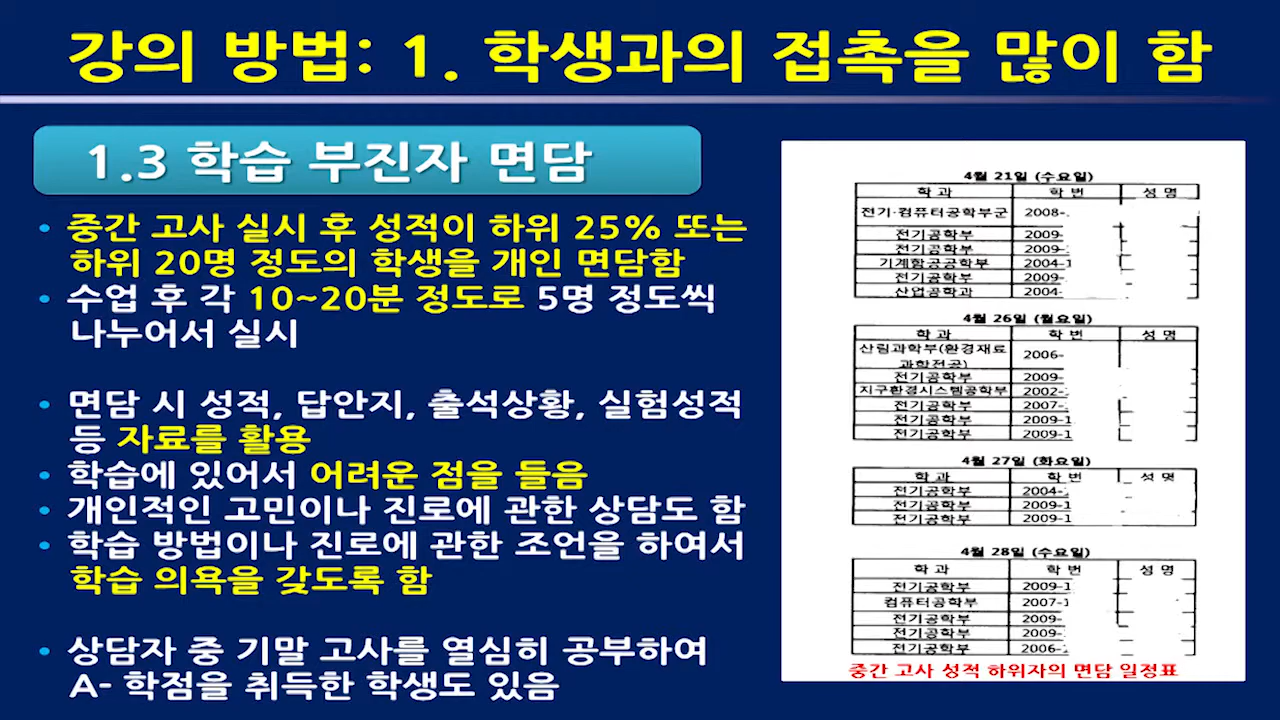 강의 방법: 1. 학생과의 접촉을 많이 함
1.3 학습 부진자 면담
• 중간 고사 실시 후 성적이 하위 25% 또는
하위 20명 정도의 학생을 개인 면담함
• 수업 후 각 10~20분 정도로 5명 정도씩
나누어서 실시
• 면담 시 성적, 답안지, 출석상황, 실험성적
등 자료를 활용
• 학습에 있어서 어려운 점을 들음
• 개인적인 고민이나 진로에 관한 상담도 함
• 학습 방법이나 진로에 관한 조언을 하여서
학습 의욕을 갖도록 함
• 상담자 중 기말 고사를 열심히 공부하여
A- 학점을 취득한 학생도 있음
4월 21일 (수요일)
학 과 학 번 성 명
전기·컴퓨터공학부군 2008-
전기공학부 2009-
전기공학부 2009-
기계항공공학부 2004-1
전기공학부 2009-
산업공학과 2004-
4월 26일 (월요일)
학 과 학 번 성 명
산림과학부(환경재료
과학전공) 2006-
전기공학부 2009-
지구환경시스템공학부 2002-
전기공학부 2007-
전기공학부 2009-1
전기공학부 2009-1
4월 27일 (화요일)
학 과 학 번 성 명
전기공학부 2004-
전기공학부 2009-1
전기공학부 2009-1
4월 28일 (수요일)
학 과 학 번 성 명
전기공학부 2009-1
컴퓨터공학부 2007-1
전기공학부 2009-
전기공학부 2009-
전기공학부 2006-
중간 고사 성적 하위자의 면담 일정표